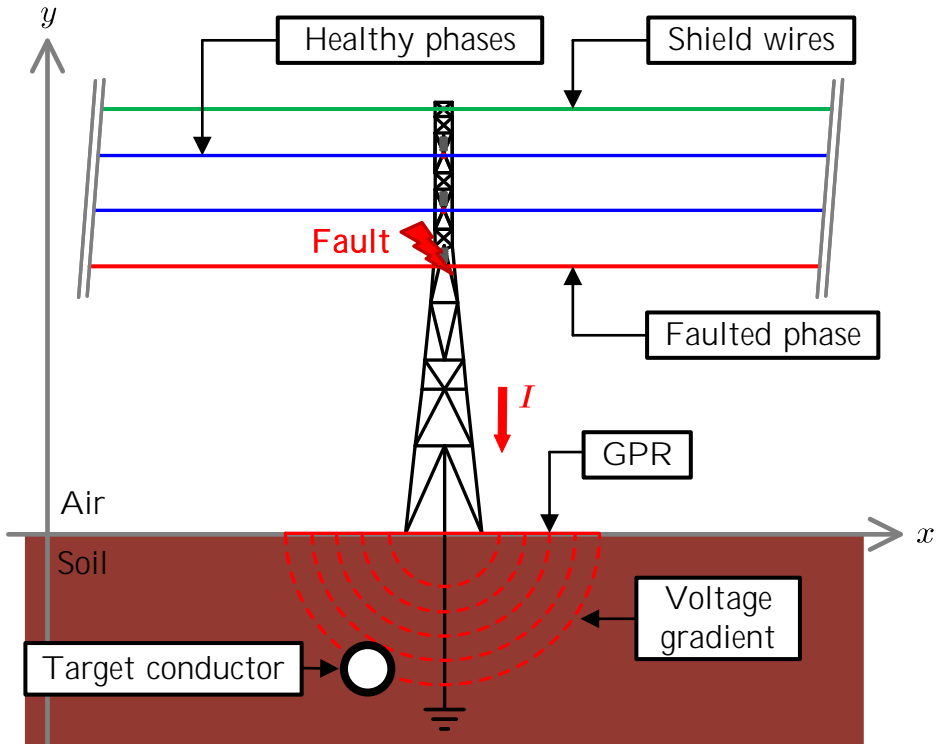 y
Healthy phases
Shield wires
Fault
Faulted phase
I
GPR
Air
x
Soil
Voltage
gradient
Target conductor